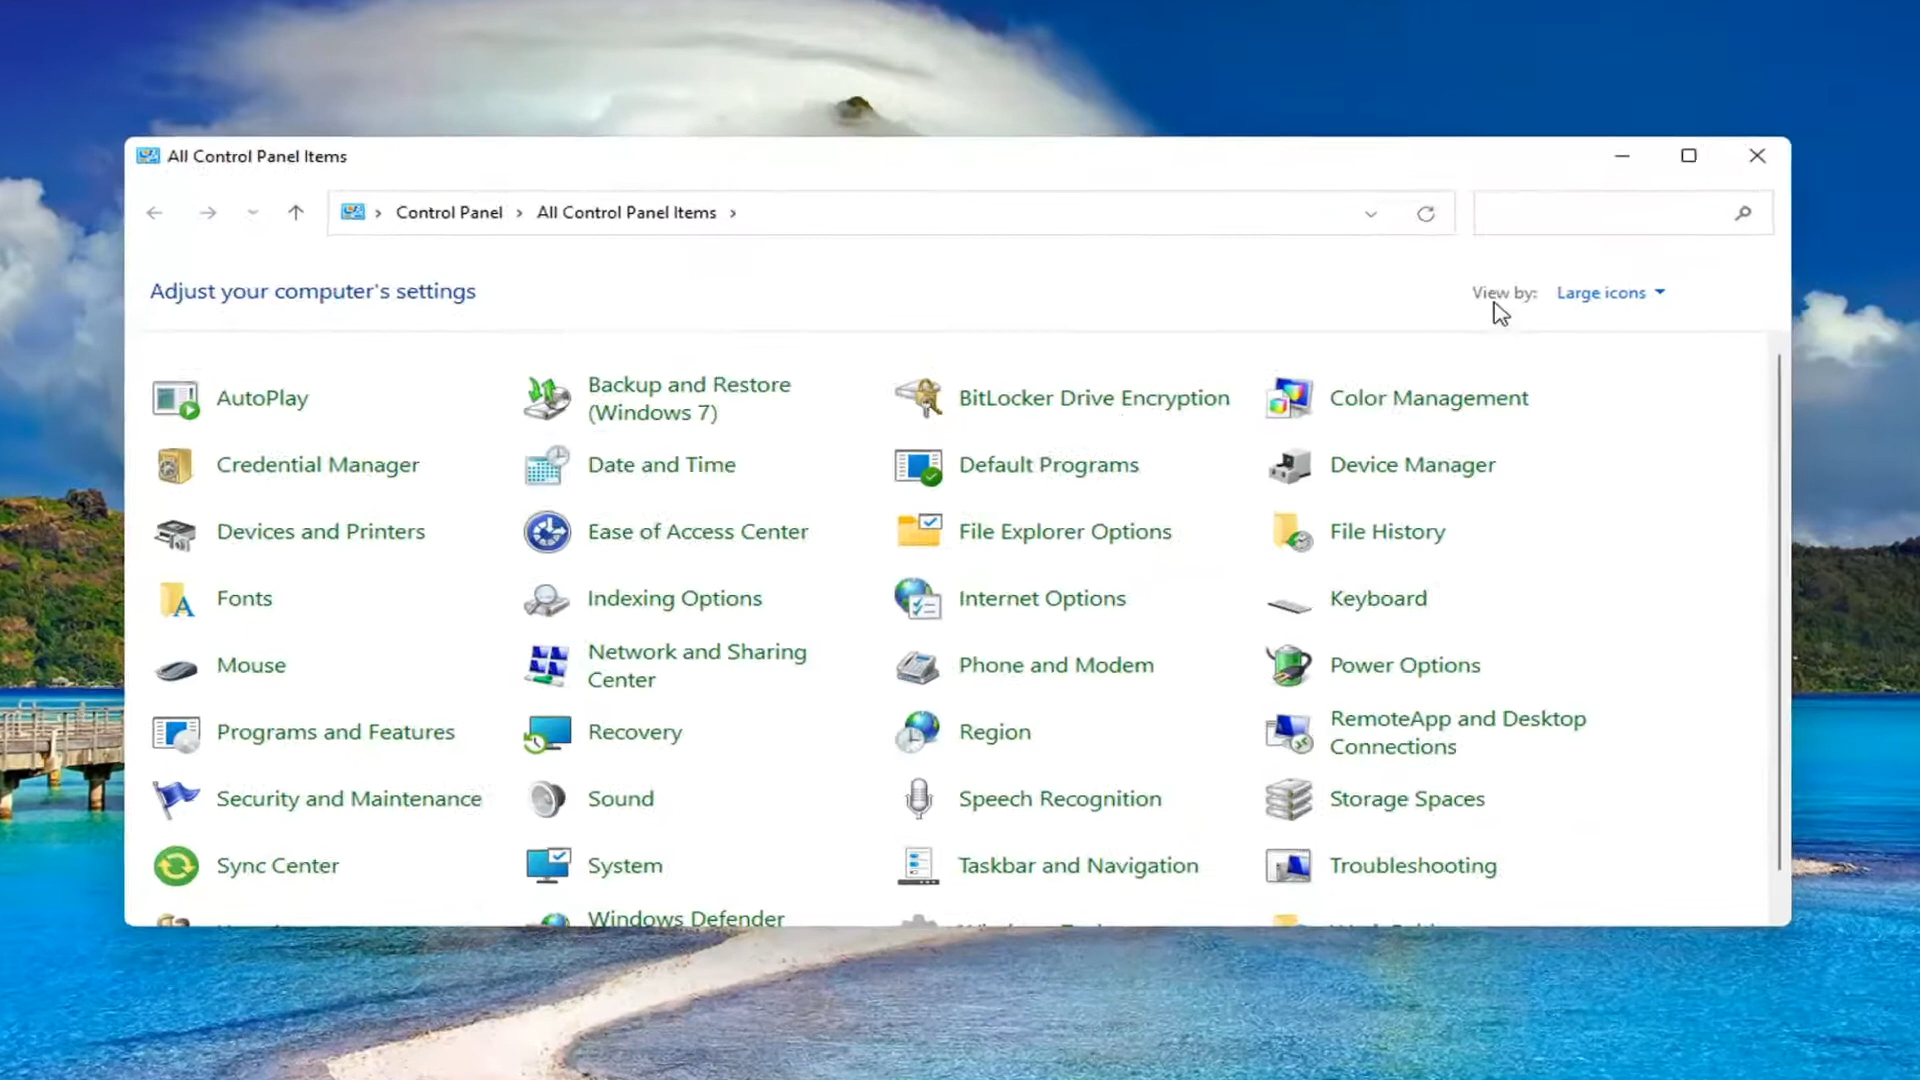 All Control Panel Items
Control Panel > All Control Panel Items >
Adjust your computer's settings
View by: Large icons
AutoPlay
Backup and Restore
(Windows 7)
BitLocker Drive Encryption
Color Management
Credential Manager
Date and Time
Default Programs
Device Manager
Devices and Printers
Ease of Access Center
File Explorer Options
File History
Fonts
Indexing Options
Internet Options
Keyboard
Mouse
Network and Sharing
Center
Phone and Modem
Power Options
Programs and Features
Recovery
Region
RemoteApp and Desktop
Connections
Security and Maintenance
Sound
Speech Recognition
Storage Spaces
Sync Center
System
Taskbar and Navigation
Troubleshooting
Windows Defender